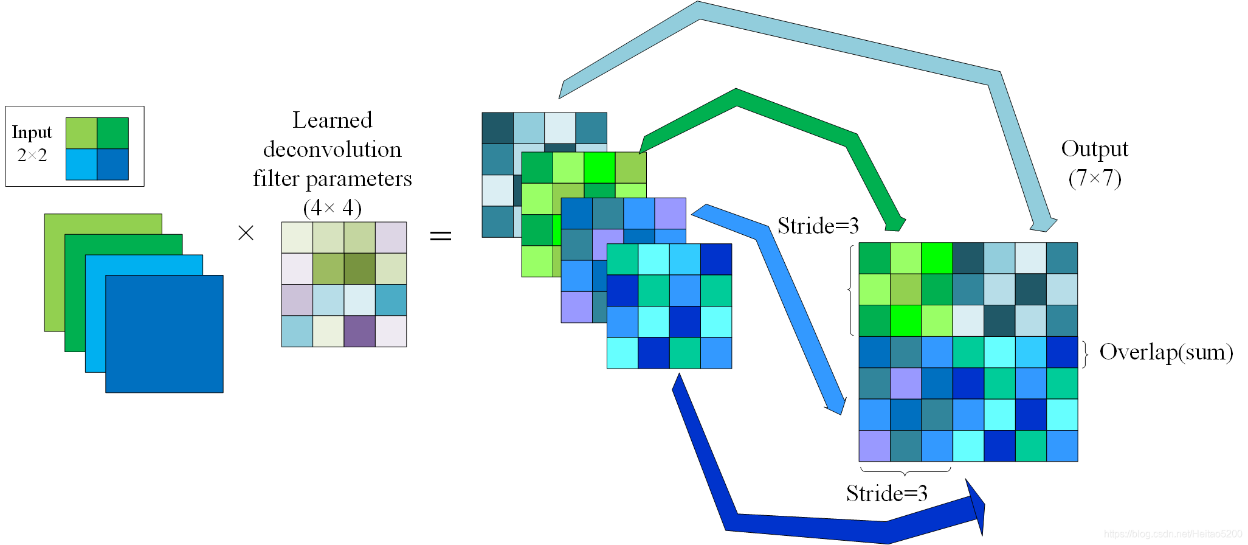 Input
2×2
×
Learned
deconvolution
filter parameters
(4× 4)
=
Stride=3
Output
(7×7)
Overlap(sum)
Stride=3
https://blog.csdn.net/Haitao5200